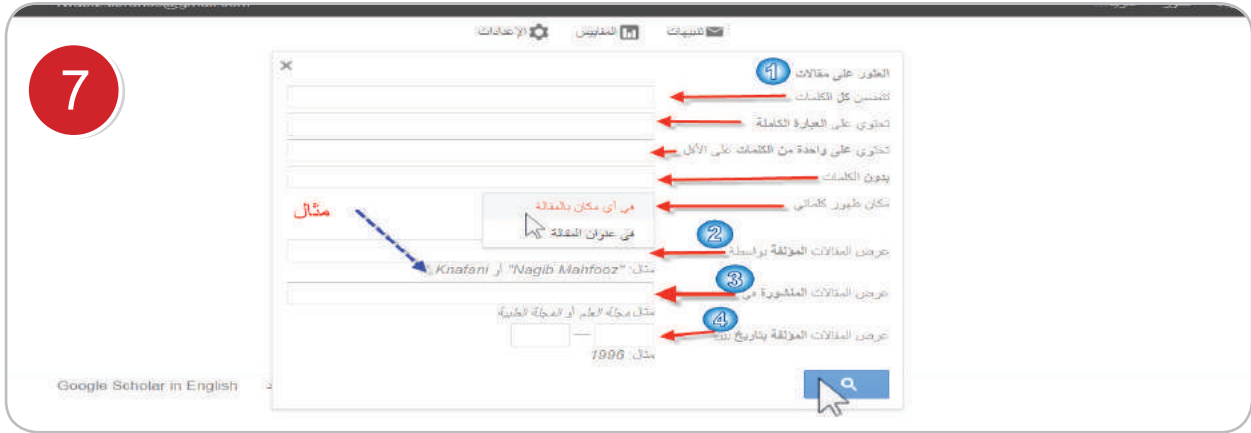 تنبيهات المقاييس الإعدادات
7
×
العثور على مقالات 1
تتضمن كل الكلمات
تحتوي على العبارة الكاملة
تحتوي على واحدة من الكلمات على الأقل
بدون الكلمات
مكان ظهور كلماتي
في أي مكان بالمقالة
مثال
في عنوان المقالة
2
عرض المقالات المؤلفة بواسطة
مثال: "Nagib Mahfooz" أو Knafani
3
عرض المقالات المنشورة في
مثال مجلة العلم أو المجلة الطبية
4
عرض المقالات المؤلفة بتاريخ
—
مثال: 1996
Google Scholar in English